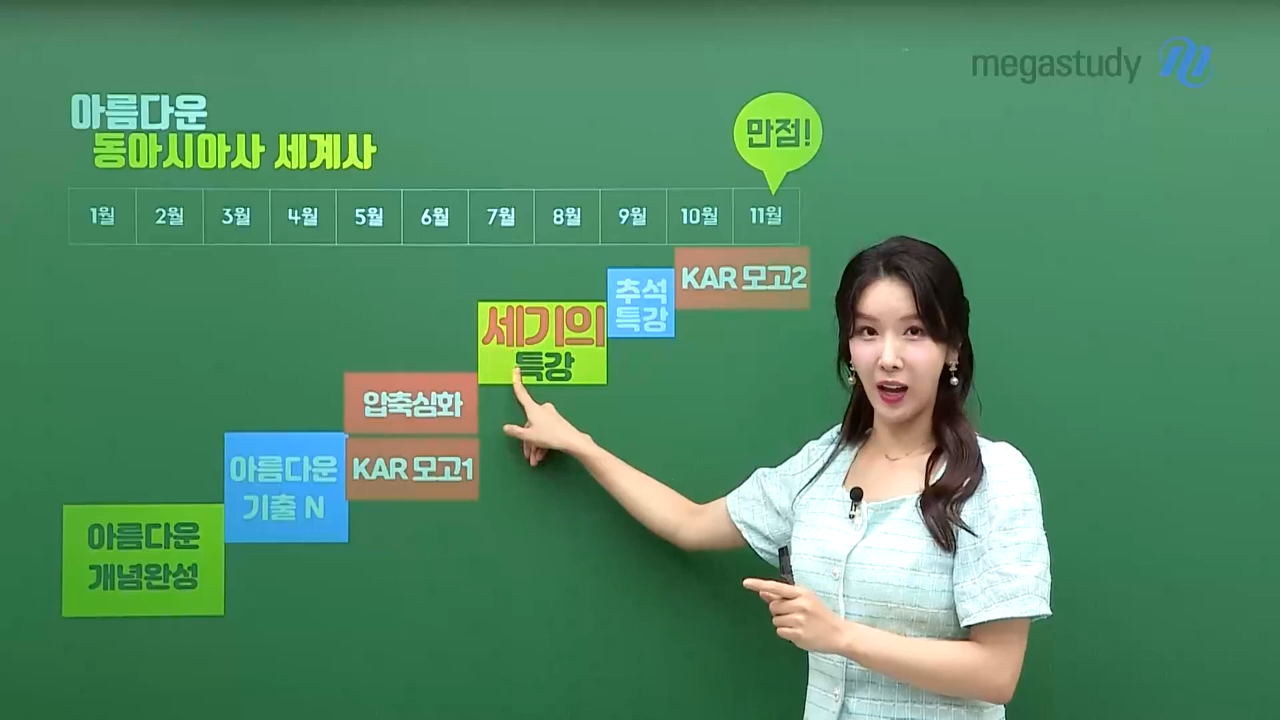 megastudy
아름다운
동아시아사 세계사
만점!
1월 2월 3월 4월 5월 6월 7월 8월 9월 10월 11월
KAR 모고2
추석
특강
세기의
특강
압축심화
아름다운
기출 N
KAR 모고1
아름다운
개념완성